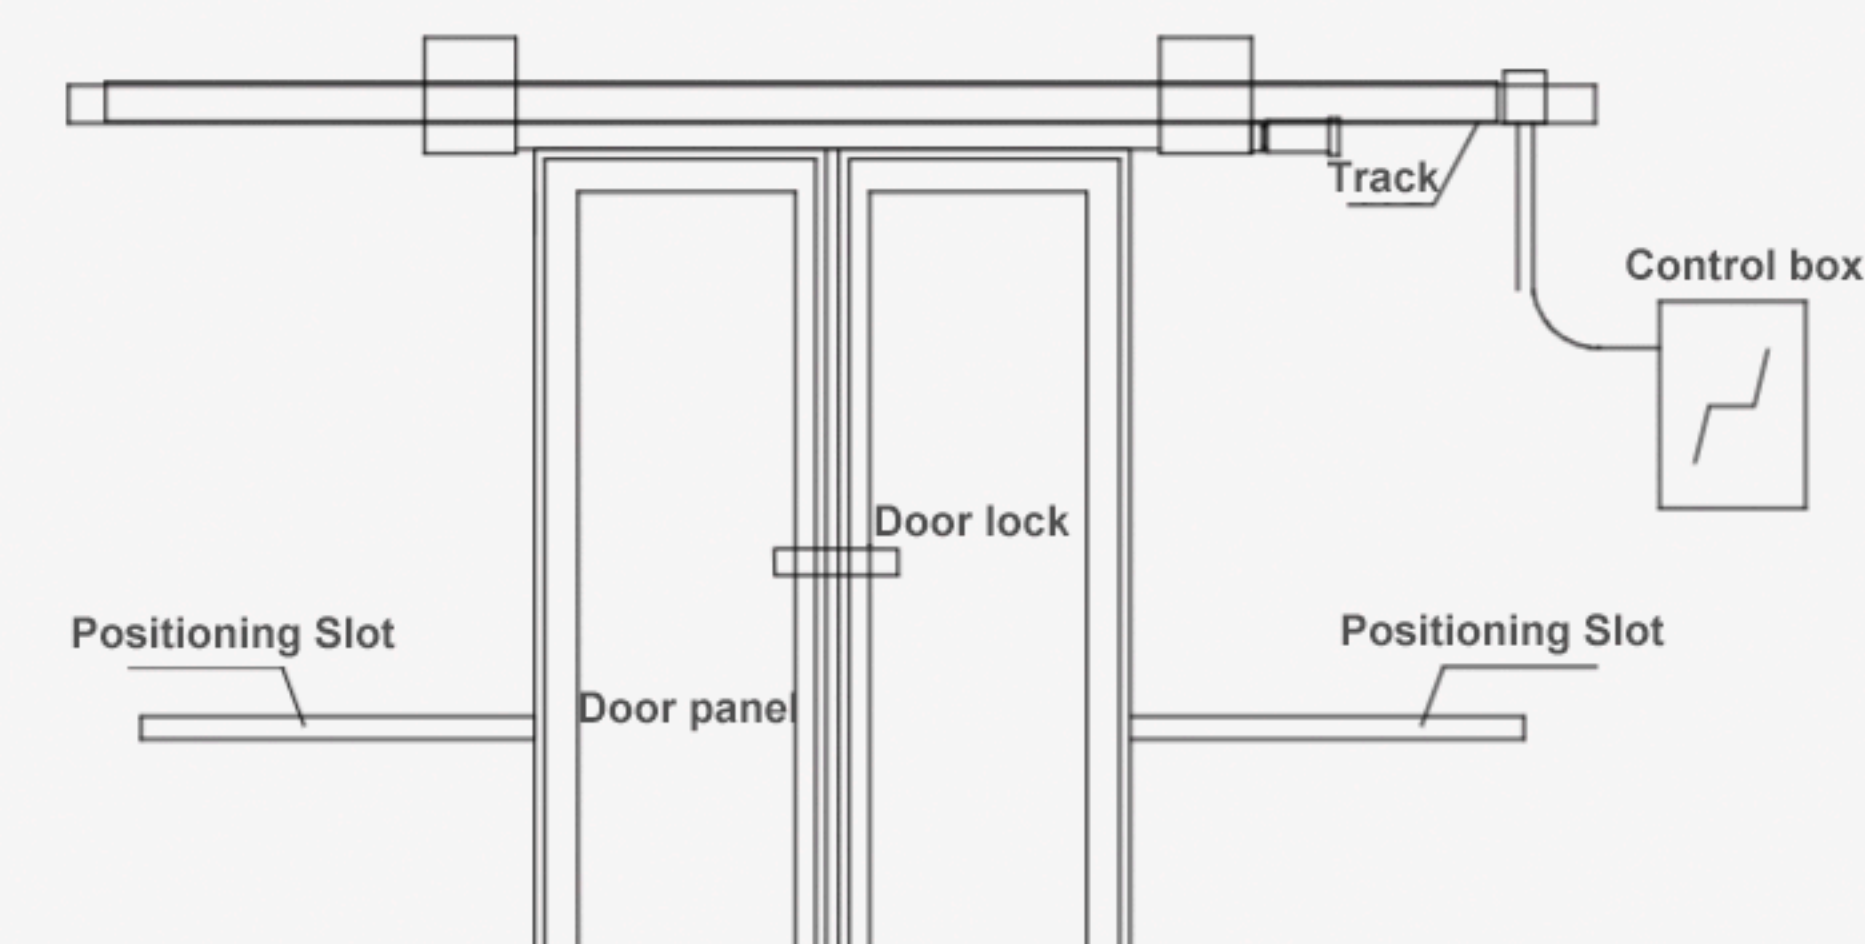 Track
Control box
Door lock
Positioning Slot
Positioning Slot
Door panel